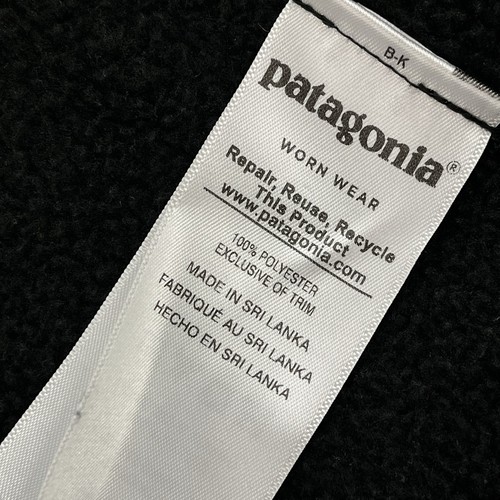 B-K
patagonia®
WORN WEAR
Repair, Reuse, Recycle
This Product
www.patagonia.com
100% POLYESTER
EXCLUSIVE OF TRIM
MADE IN SRI LANKA
FABRIQUÉ AU SRI LANKA
HECHO EN SRI LANKA